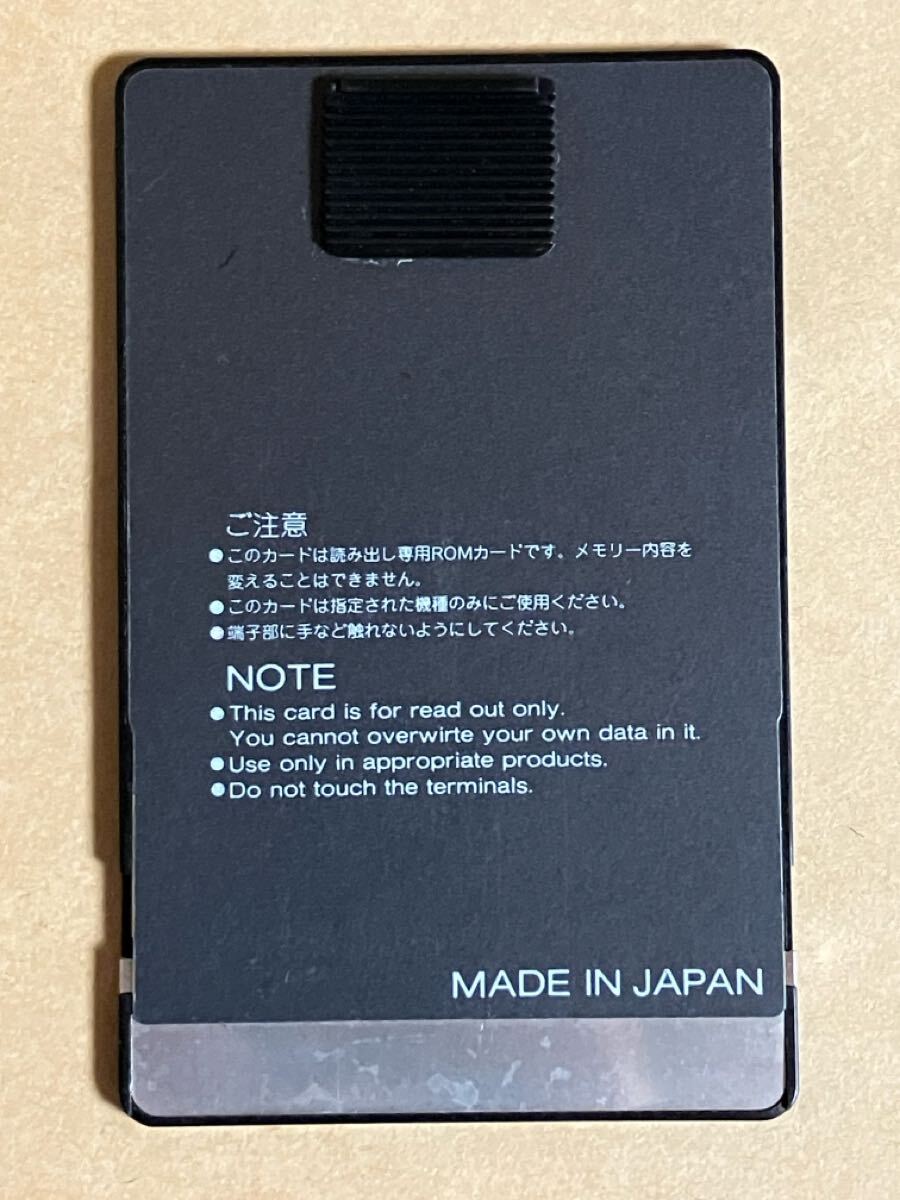 ご注意
●このカードは読み出し専用ROMカードです。メモリー内容を
変えることはできません。
●このカードは指定された機種のみにご使用ください。
●端子部に手など触れないようにしてください。
NOTE
●This card is for read out only.
You cannot overwirte your own data in it.
●Use only in appropriate products.
●Do not touch the terminals.
MADE IN JAPAN